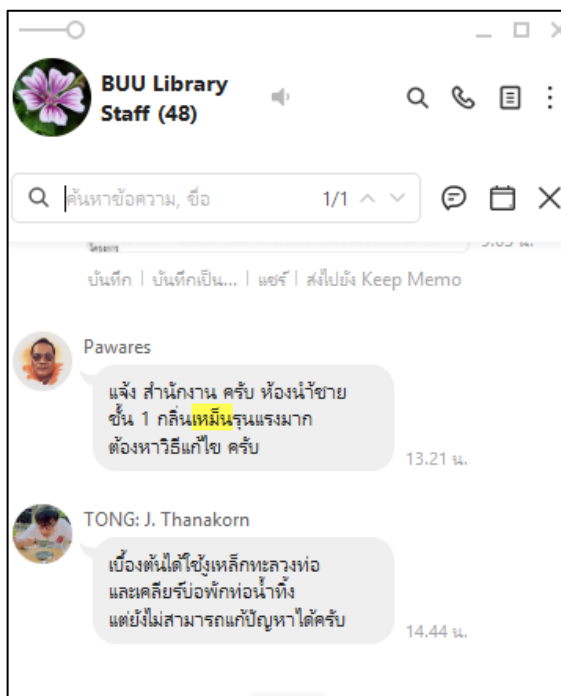 BUU Library
Staff (48)
ค้นหาข้อความ, ชื่อ 1/1
บันทึก | บันทึกเป็น... | แชร์ | ส่งไปยัง Keep Memo
Pawares
แจ้ง สำนักงาน ครับ ห้องน้ำชาย
ชั้น 1 กลิ่นเหม็นรุนแรงมาก
ต้องหาวิธีแก้ไข ครับ
13.21 น.
TONG: J. Thanakorn
เบื้องต้นได้ใช้งูเหล็กทะลวงท่อ
และเคลียร์บ่อพักท่อน้ำทิ้ง
แต่ยังไม่สามารถแก้ปัญหาได้ครับ
14.44 น.